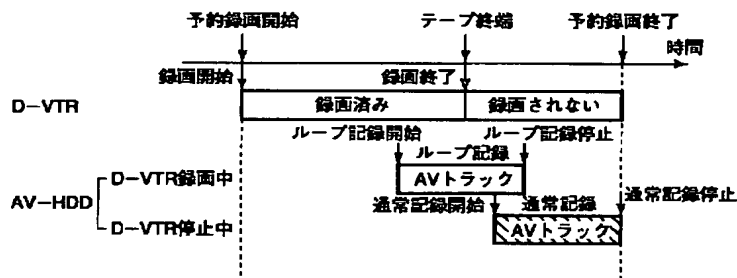 予約録画開始 テープ終端 予約録画終了
時間
録画開始 録画終了
D-VTR 録画済み 録画されない
ループ記録開始 ループ記録停止
ループ記録
D-VTR録画中 AVトラック
AV-HDD 通常記録開始 通常記録 通常記録停止
D-VTR停止中 AVトラック